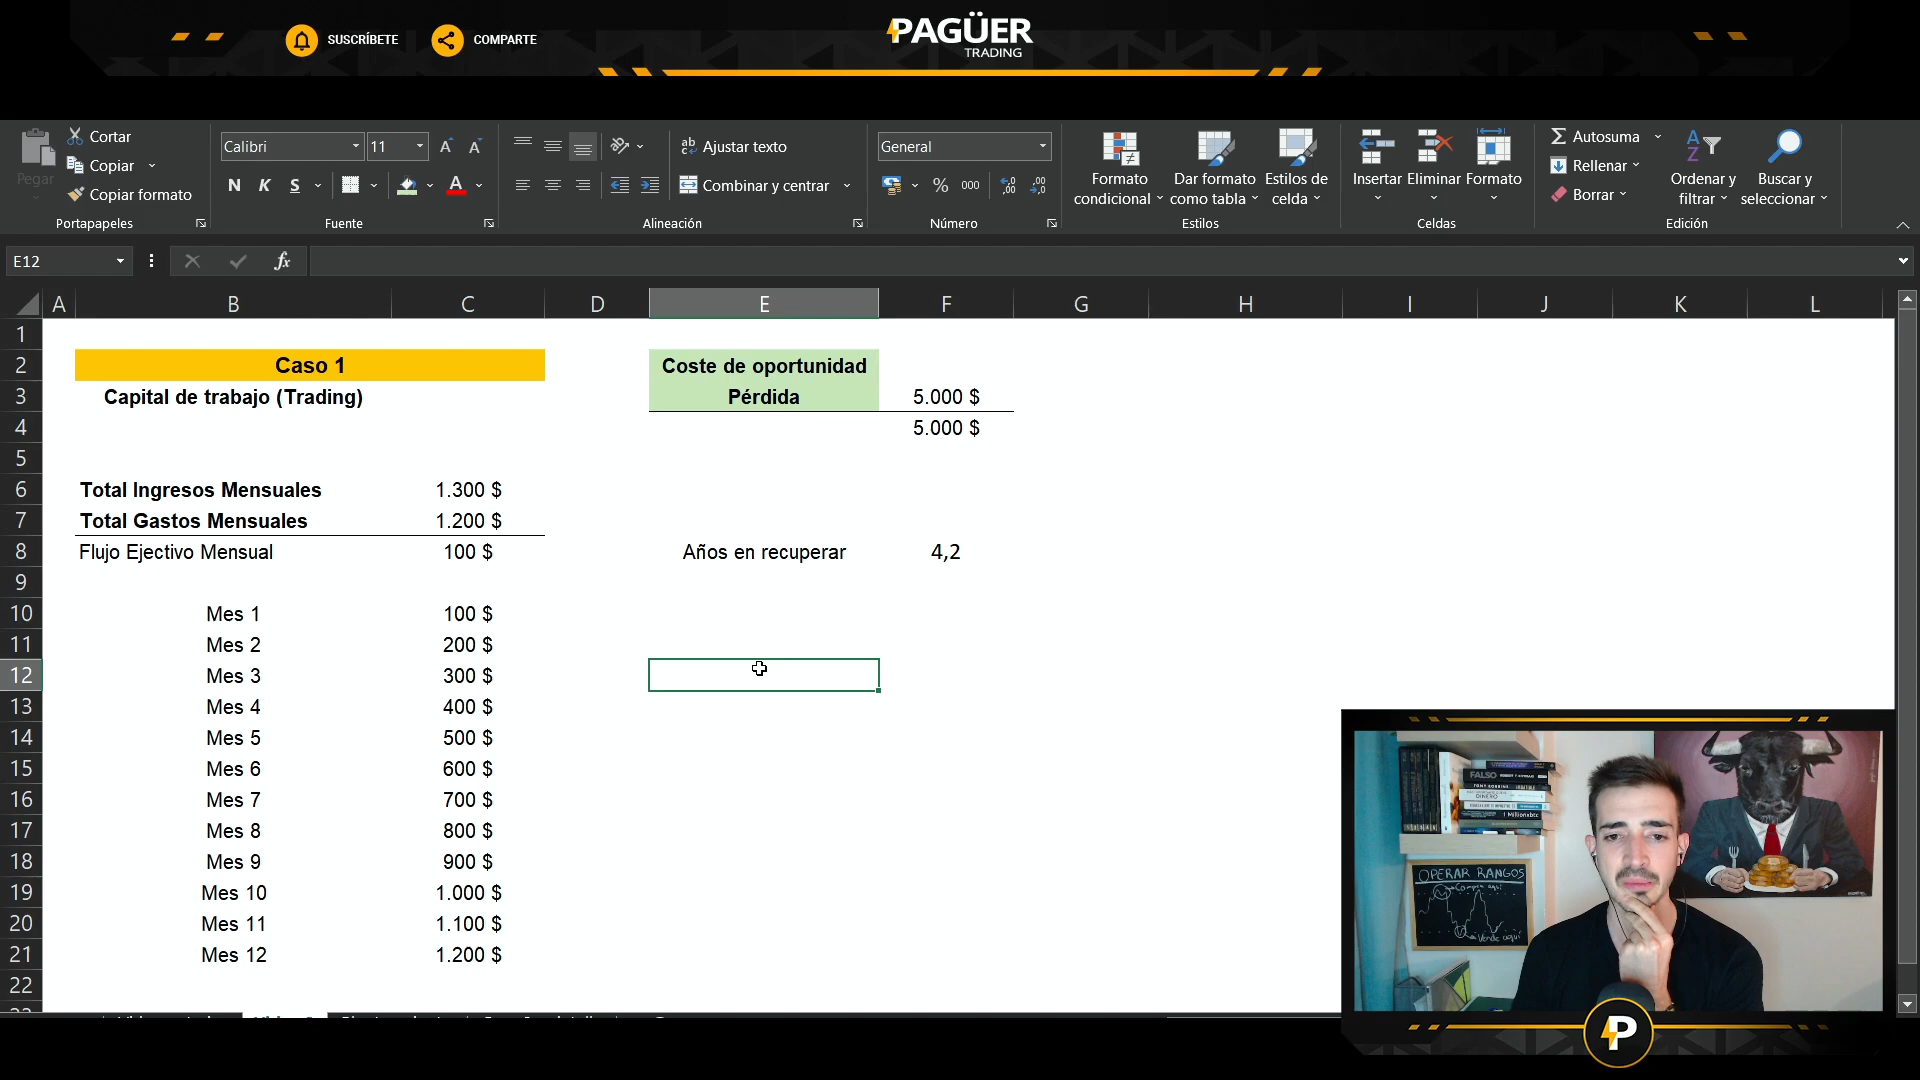 SUSCRÍBETE
COMPARTE
PAGÜER
TRADING
Pegar
Cortar
Copiar
Copiar formato
Portapapeles
Calibri
11
N K S
A
Fuente
Ajustar texto
Combinar y centrar
Alineación
General
% 000
Número
Formato
condicional
Dar formato
como tabla
Estilos de
celda
Estilos
Insertar
Eliminar
Formato
Celdas
Autosuma
Rellenar
Borrar
Ordenar y
filtrar
Buscar y
seleccionar
Edición
E12
fx
A B C D E F G H I J K L
1
2 Caso 1 Coste de oportunidad
3 Capital de trabajo (Trading) Pérdida 5.000 $
4 5.000 $
5
6 Total Ingresos Mensuales 1.300 $
7 Total Gastos Mensuales 1.200 $
8 Flujo Ejectivo Mensual 100 $ Años en recuperar 4,2
9
10 Mes 1 100 $
11 Mes 2 200 $
12 Mes 3 300 $
13 Mes 4 400 $
14 Mes 5 500 $
15 Mes 6 600 $
16 Mes 7 700 $
17 Mes 8 800 $
18 Mes 9 900 $
19 Mes 10 1.000 $
20 Mes 11 1.100 $
21 Mes 12 1.200 $
22
FALSO
DINERO
OPERAR RANGOS
Compra aquí
Vende aquí
P